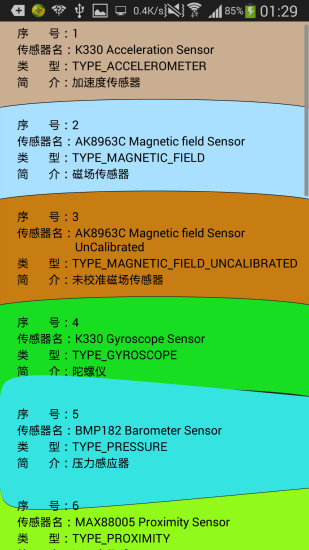 0.4K/s 85% 01:29
序 号：1
传感器名：K330 Acceleration Sensor
类 型：TYPE_ACCELEROMETER
简 介：加速度传感器
序 号：2
传感器名：AK8963C Magnetic field Sensor
类 型：TYPE_MAGNETIC_FIELD
简 介：磁场传感器
序 号：3
传感器名：AK8963C Magnetic field Sensor
UnCalibrated
类 型：TYPE_MAGNETIC_FIELD_UNCALIBRATED
简 介：未校准磁场传感器
序 号：4
传感器名：K330 Gyroscope Sensor
类 型：TYPE_GYROSCOPE
简 介：陀螺仪
序 号：5
传感器名：BMP182 Barometer Sensor
类 型：TYPE_PRESSURE
简 介：压力感应器
序 号：6
传感器名：MAX88005 Proximity Sensor
类 型：TYPE_PROXIMITY